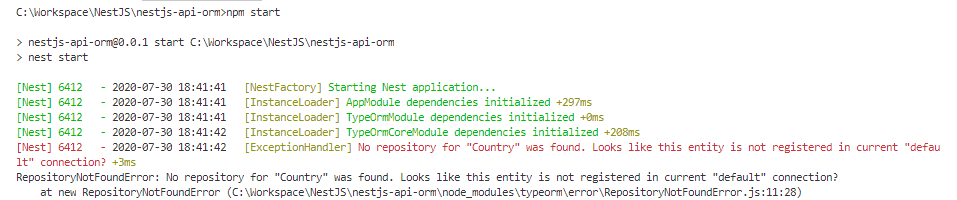 C:\Workspace\NestJS\nestjs-api-orm>npm start
> nestjs-api-orm@0.0.1 start C:\Workspace\NestJS\nestjs-api-orm
> nest start
[Nest] 6412   - 2020-07-30 18:41:41   [NestFactory] Starting Nest application...
[Nest] 6412   - 2020-07-30 18:41:41   [InstanceLoader] AppModule dependencies initialized +297ms
[Nest] 6412   - 2020-07-30 18:41:41   [InstanceLoader] TypeOrmModule dependencies initialized +0ms
[Nest] 6412   - 2020-07-30 18:41:42   [InstanceLoader] TypeOrmCoreModule dependencies initialized +208ms
[Nest] 6412   - 2020-07-30 18:41:42   [ExceptionHandler] No repository for "Country" was found. Looks like this entity is not registered in current "defau
lt" connection? +3ms
RepositoryNotFoundError: No repository for "Country" was found. Looks like this entity is not registered in current "default" connection?
    at new RepositoryNotFoundError (C:\Workspace\NestJS\nestjs-api-orm\node_modules\typeorm\error\RepositoryNotFoundError.js:11:28)